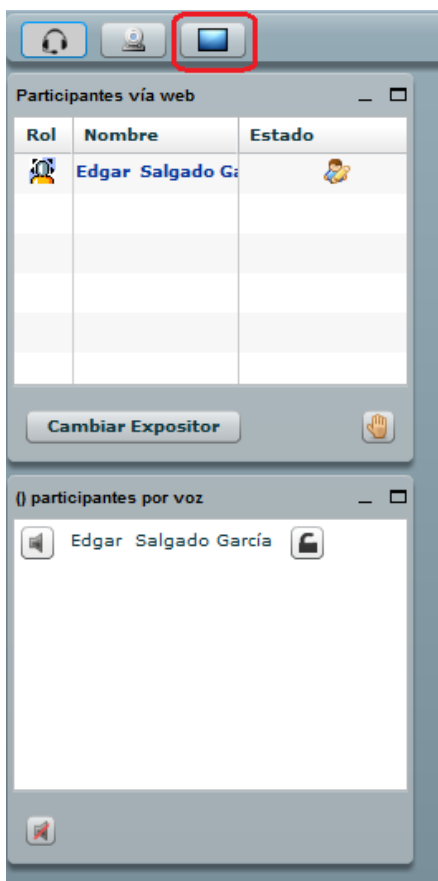 Participantes vía web
Rol Nombre Estado
Edgar Salgado Ga
Cambiar Expositor
() participantes por voz
Edgar Salgado García